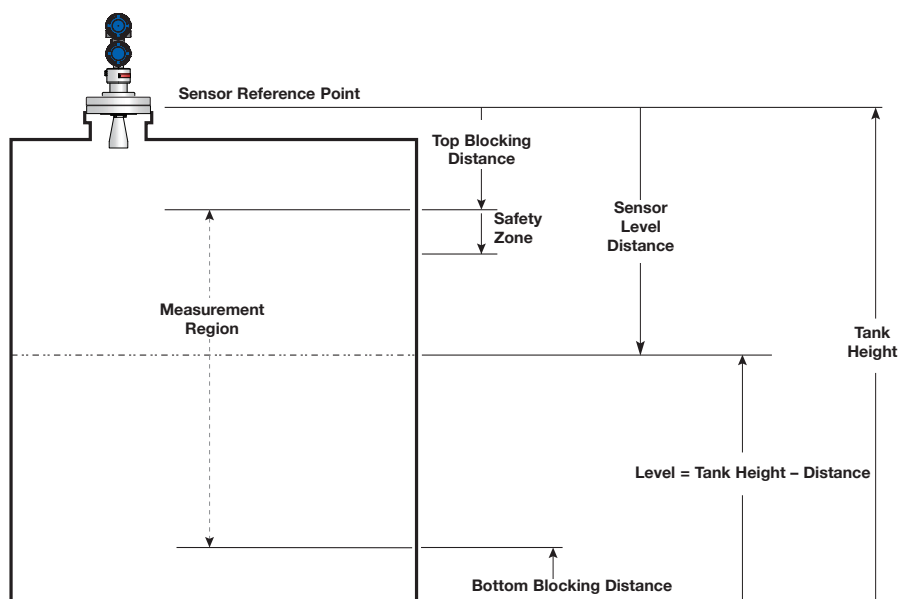 Sensor Reference Point
Top Blocking
Distance
Safety
Zone
Sensor
Level
Distance
Measurement
Region
Tank
Height
Level = Tank Height – Distance
Bottom Blocking Distance